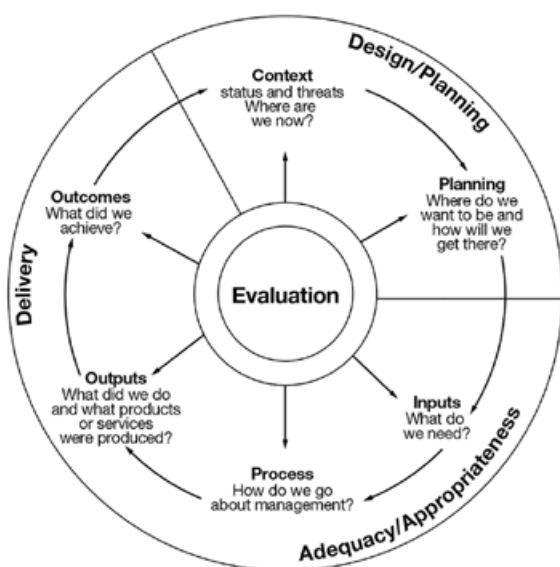 Design/Planning
Context
status and threats
Where are
we now?
Planning
Where do we
want to be and
how will we
get there?
Inputs
What do
we need?
Adequacy/Appropriateness
Process
How do we go
about management?
Outputs
What did we do
and what products
or services
were produced?
Delivery
Outcomes
What did we
achieve?
Evaluation